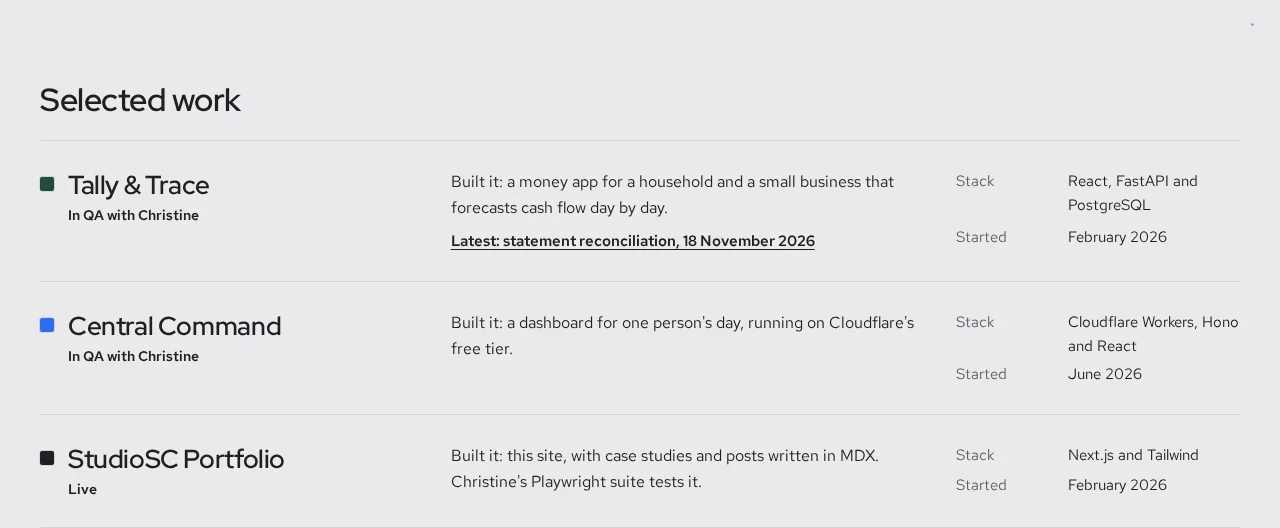 Selected work
Tally & Trace
In QA with Christine
Built it: a money app for a household and a small business that
forecasts cash flow day by day.
Latest: statement reconciliation, 18 November 2026
Stack
React, FastAPI and
PostgreSQL
Started
February 2026
Central Command
In QA with Christine
Built it: a dashboard for one person's day, running on Cloudflare's
free tier.
Stack
Cloudflare Workers, Hono
and React
Started
June 2026
StudioSC Portfolio
Live
Built it: this site, with case studies and posts written in MDX.
Christine's Playwright suite tests it.
Stack
Next.js and Tailwind
Started
February 2026